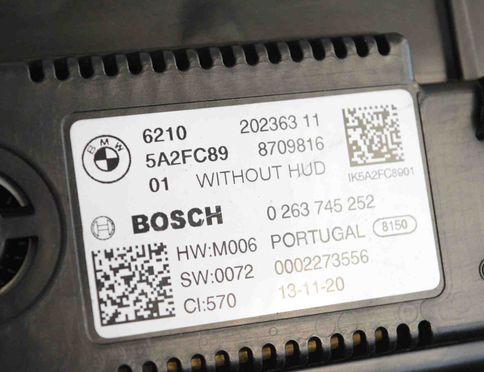 BMW
6210 202363 11
5A2FC89 8709816
01 WITHOUT HUD
IK5A2FC8901
BOSCH 0 263 745 252
HW:M006 PORTUGAL 8150
SW:0072 0002273556
CI:570 13-11-20